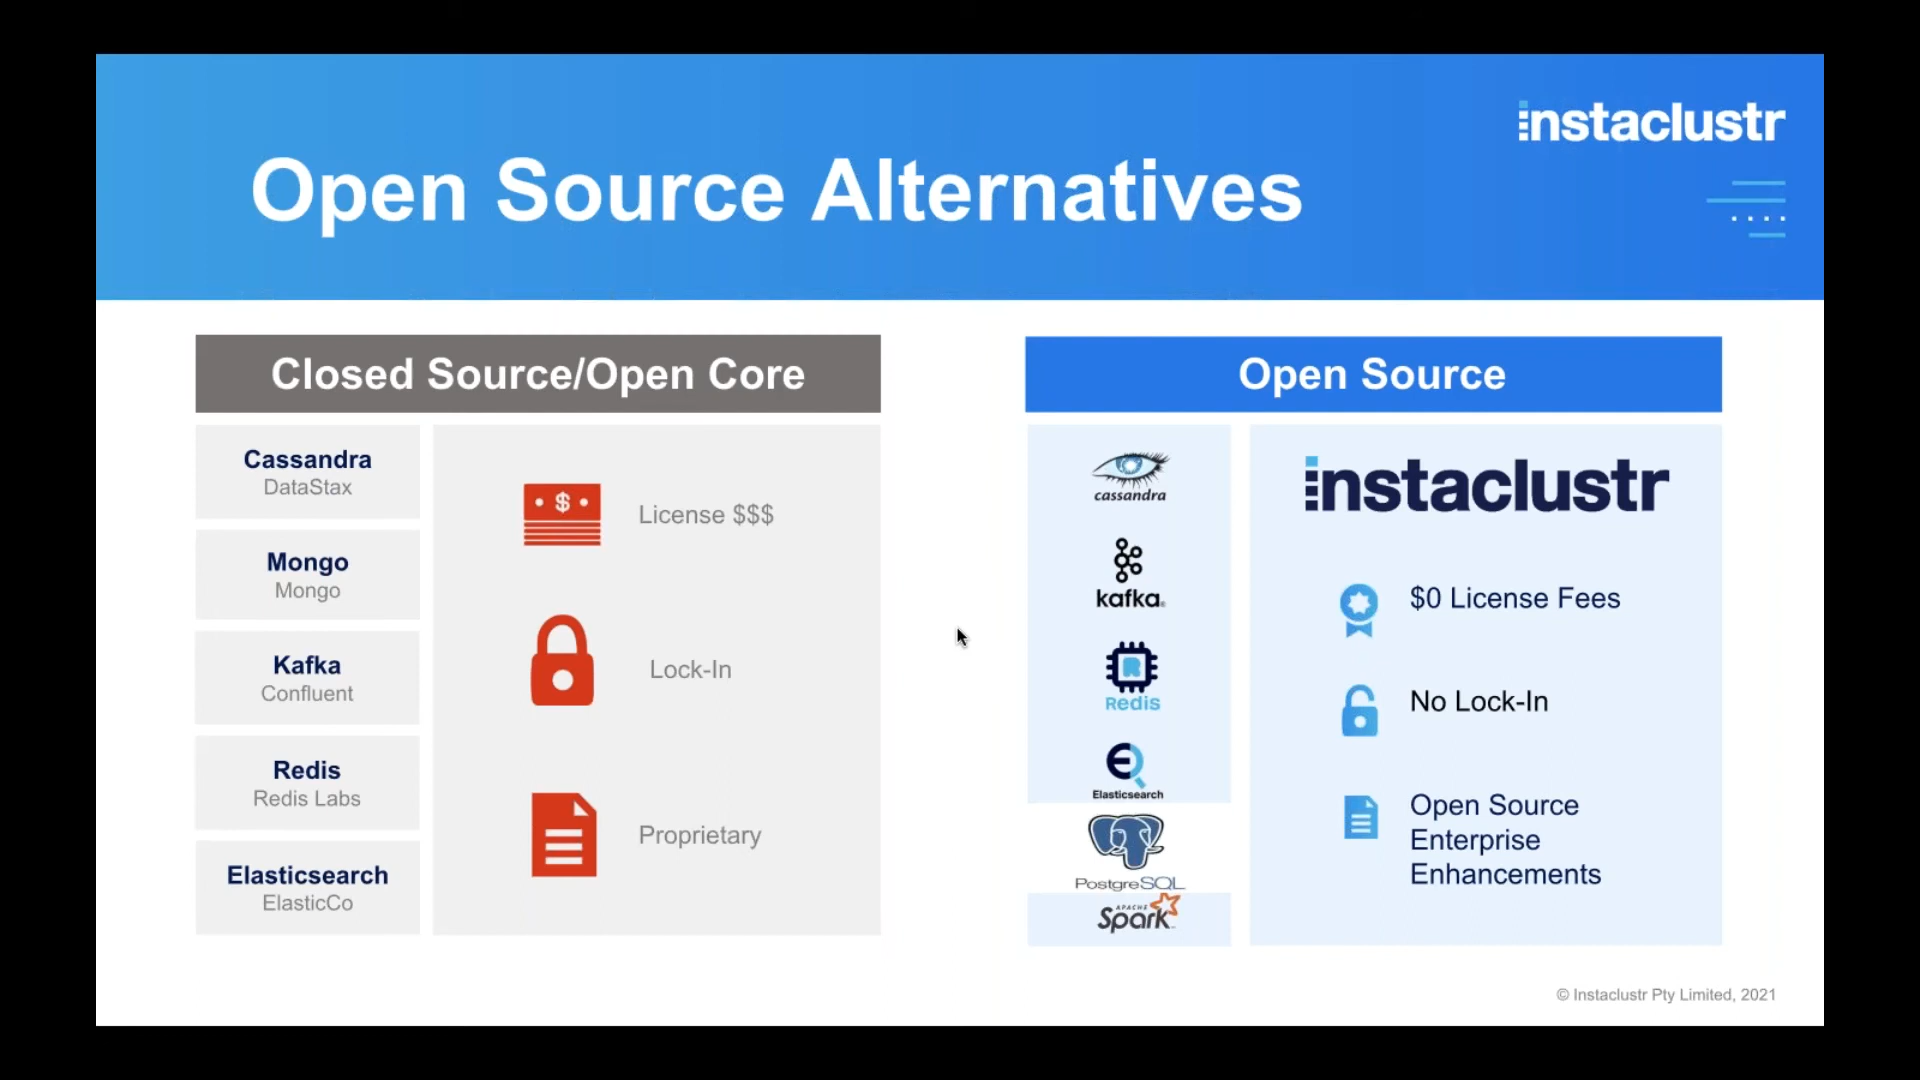 instaclustr
Open Source Alternatives
Closed Source/Open Core
Cassandra
DataStax
Mongo
Mongo
Kafka
Confluent
Redis
Redis Labs
Elasticsearch
ElasticCo
$
License $$$
Lock-In
Proprietary
Open Source
cassandra
kafka
R
Redis
Elasticsearch
PostgreSQL
APACHE
Spark
instaclustr
$0 License Fees
No Lock-In
Open Source
Enterprise
Enhancements
© Instaclustr Pty Limited, 2021